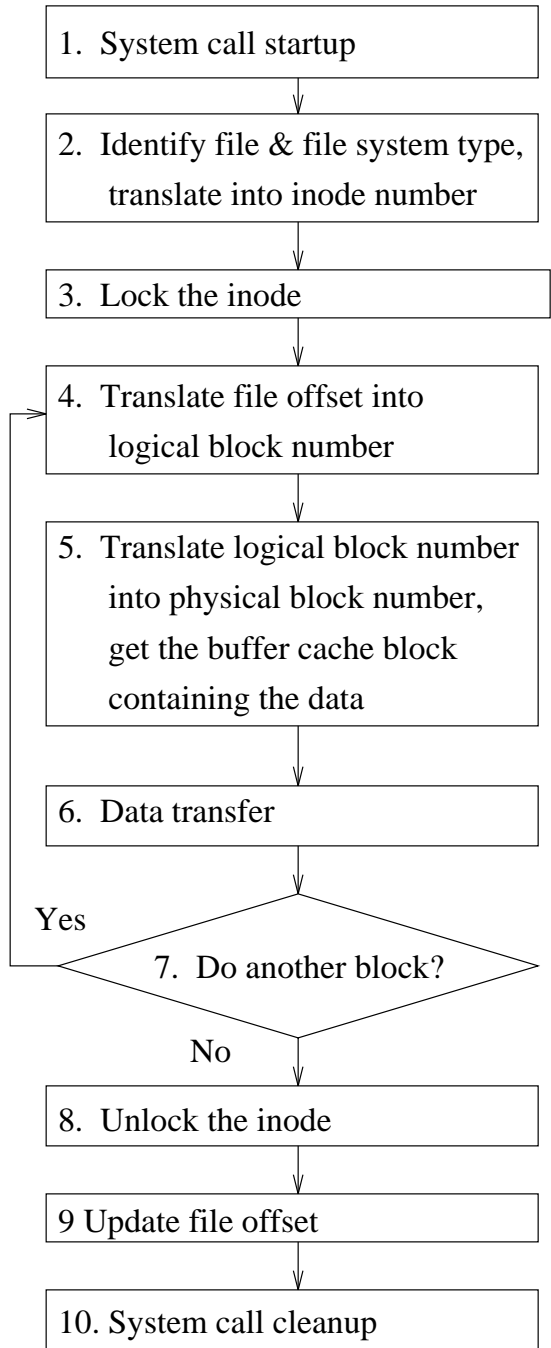 1. System call startup
2. Identify file & file system type,
translate into inode number
3. Lock the inode
4. Translate file offset into
logical block number
5. Translate logical block number
into physical block number,
get the buffer cache block
containing the data
6. Data transfer
Yes
7. Do another block?
No
8. Unlock the inode
9 Update file offset
10. System call cleanup